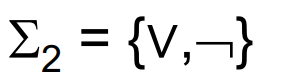 Σ₂ = {∨,¬}